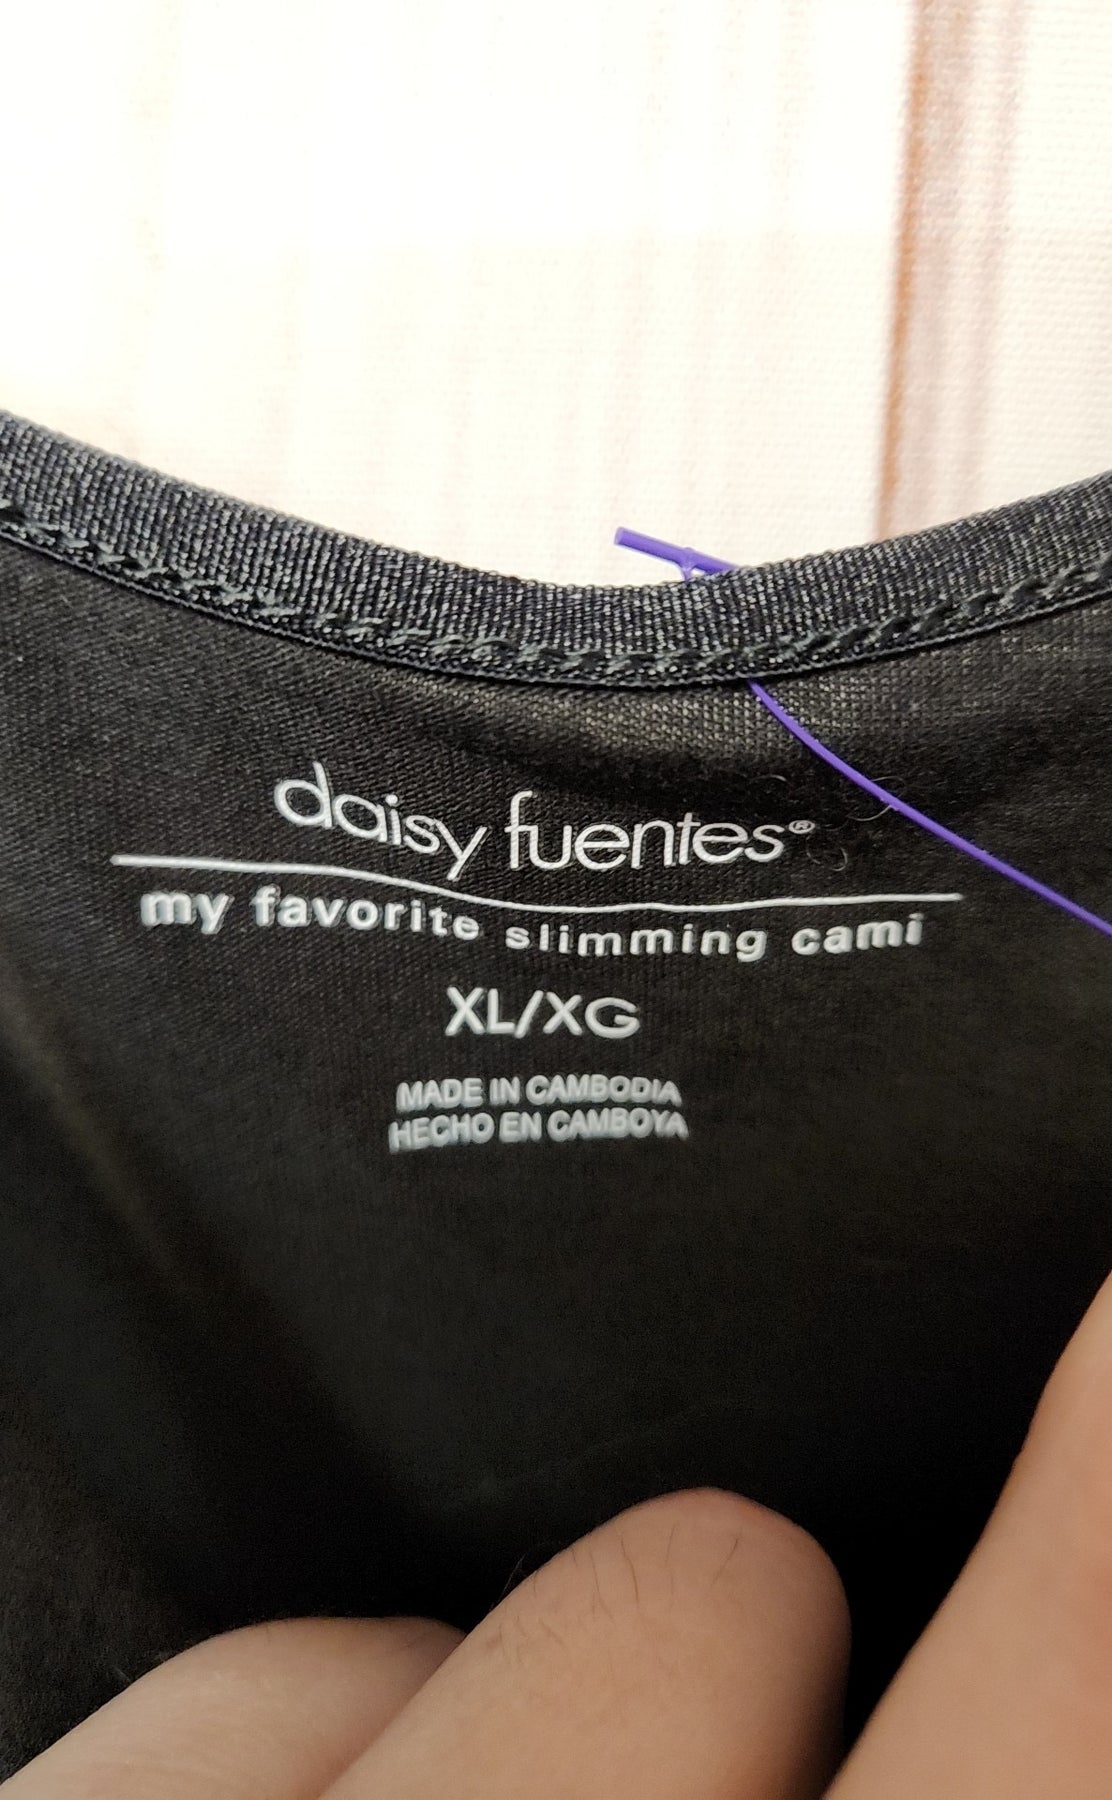 daisy fuentes®
my favorite slimming cami
XL/XG
MADE IN CAMBODIA
HECHO EN CAMBOYA